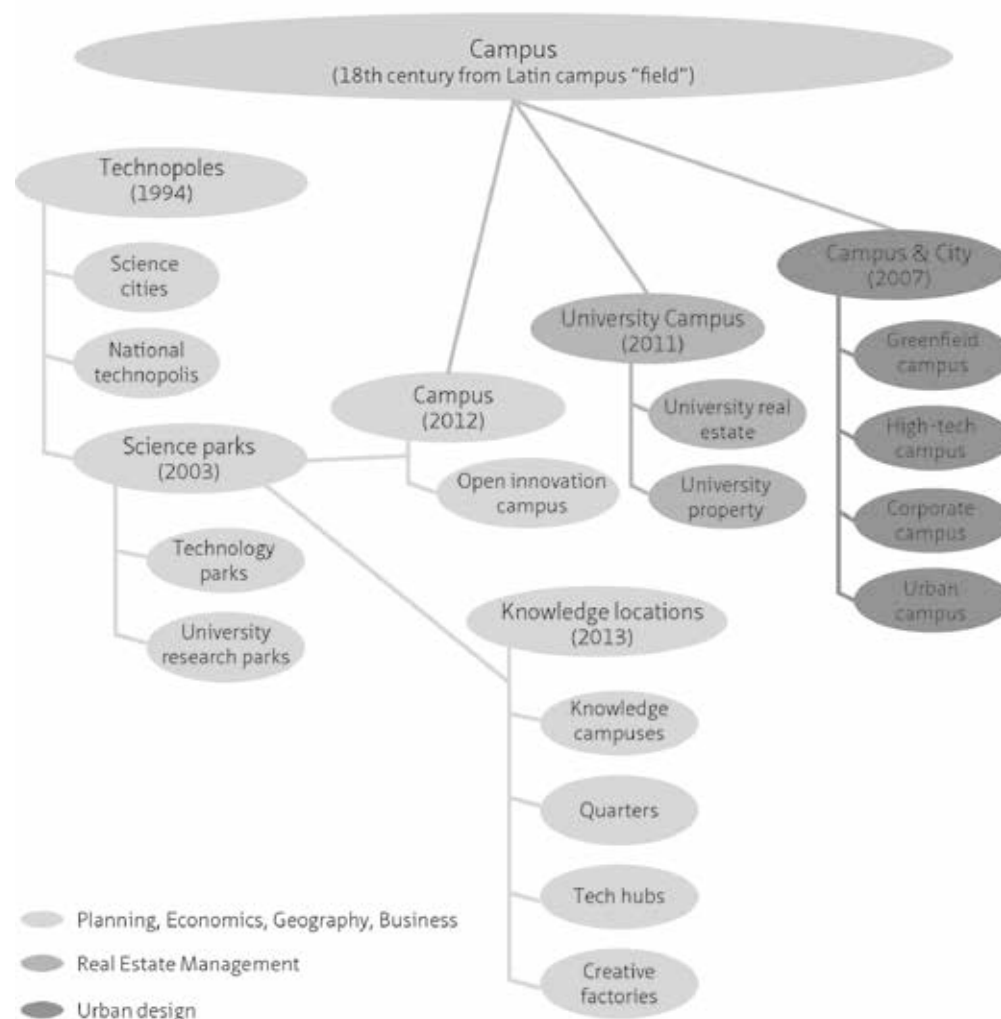 Campus
(18th century from Latin campus "field")
Technopoles
(1994)
Science
cities
National
technopolis
Science parks
(2003)
Technology
parks
University
research parks
Campus
(2012)
Open innovation
campus
University Campus
(2011)
University real
estate
University
property
Campus & City
(2007)
Greenfield
campus
High-tech
campus
Corporate
campus
Urban
campus
Knowledge locations
(2013)
Knowledge
campuses
Quarters
Tech hubs
Creative
factories
Planning, Economics, Geography, Business
Real Estate Management
Urban design